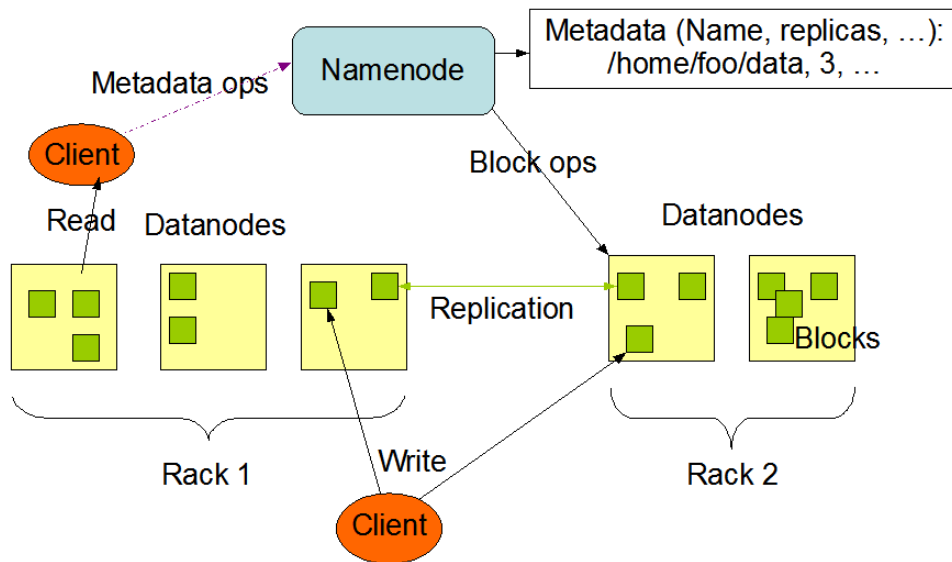 Metadata (Name, replicas, …):
/home/foo/data, 3, …
Namenode
Metadata ops
Client
Block ops
Read
Datanodes
Datanodes
Replication
Blocks
Rack 1
Write
Rack 2
Client